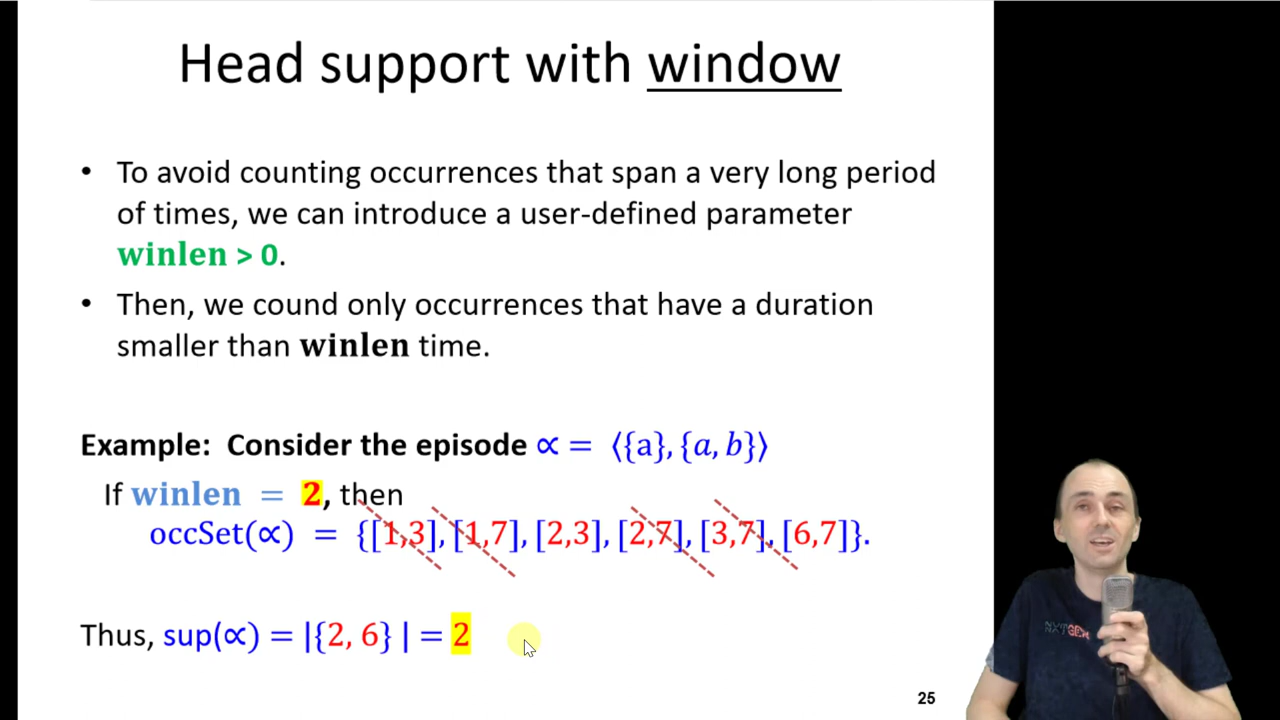 Head support with window
• To avoid counting occurrences that span a very long period
of times, we can introduce a user-defined parameter
winlen > 0.
• Then, we cound only occurrences that have a duration
smaller than winlen time.
Example: Consider the episode ∝ = ⟨{a}, {a, b}⟩
If winlen = 2, then
occSet(∝) = {[1,3], [1,7], [2,3], [2,7], [3,7], [6,7]}.
Thus, sup(∝) = |{2, 6} | = 2
25